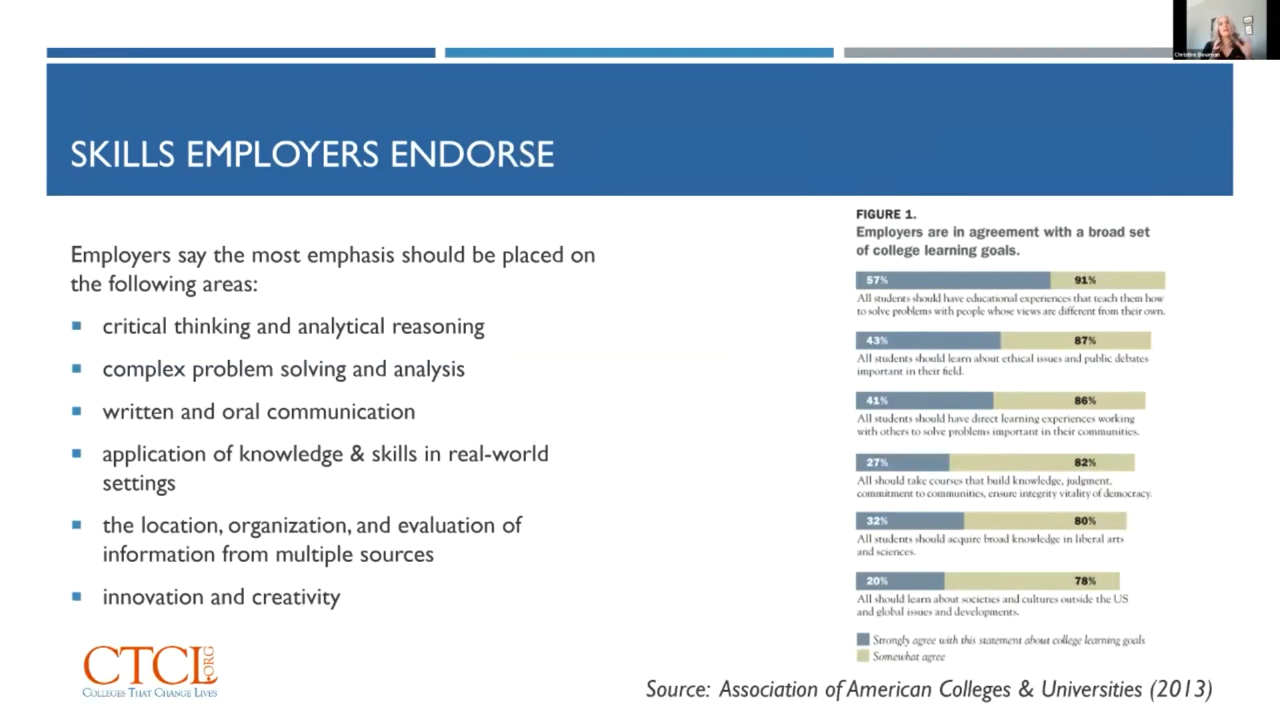 Christine Bowman
SKILLS EMPLOYERS ENDORSE
Employers say the most emphasis should be placed on
the following areas:
critical thinking and analytical reasoning
complex problem solving and analysis
written and oral communication
application of knowledge & skills in real-world
settings
the location, organization, and evaluation of
information from multiple sources
innovation and creativity
CTCL.ORG
COLLEGES THAT CHANGE LIVES
FIGURE 1.
Employers are in agreement with a broad set
of college learning goals.
57% 91%
All students should have educational experiences that teach them how
to solve problems with people whose views are different from their own.
43% 87%
All students should learn about ethical issues and public debates
important in their field.
41% 86%
All students should have direct learning experiences working
with others to solve problems important in their communities.
27% 82%
All should take courses that build knowledge, judgment,
commitment to communities, ensure integrity vitality of democracy.
32% 80%
All students should acquire broad knowledge in liberal arts
and sciences.
20% 78%
All should learn about societies and cultures outside the US
and global issues and developments.
Strongly agree with this statement about college learning goals
Somewhat agree
Source: Association of American Colleges & Universities (2013)